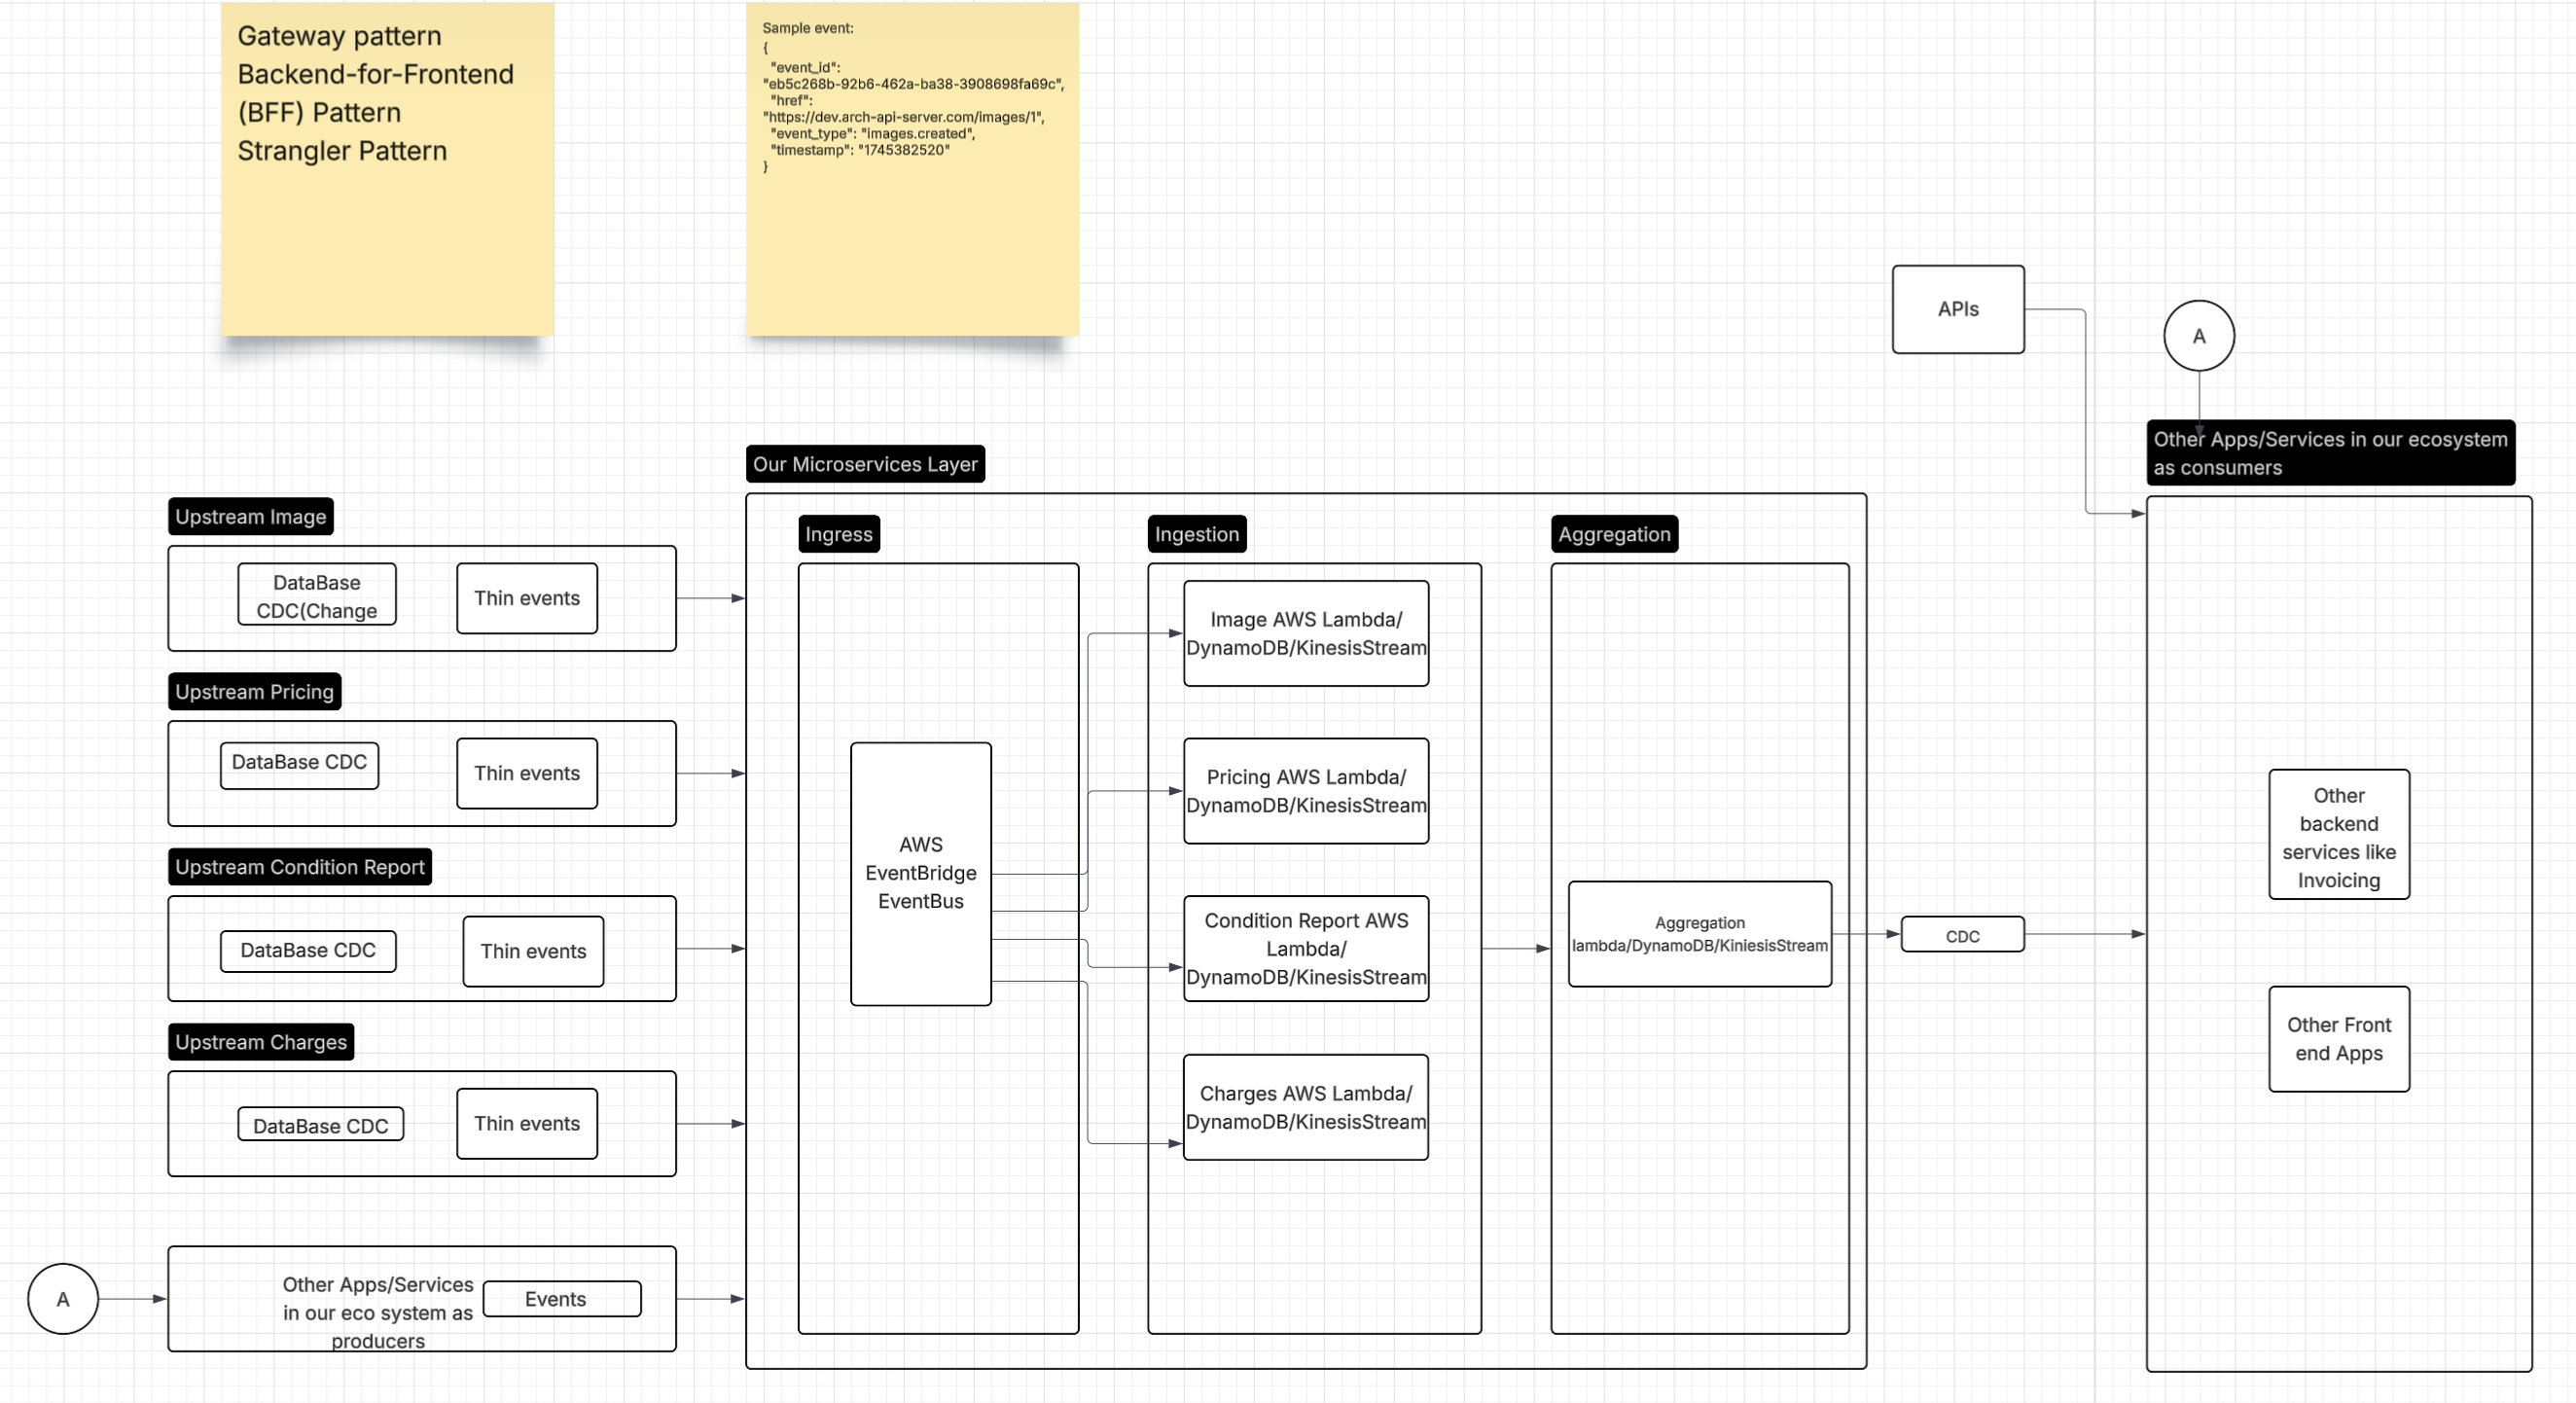 Gateway pattern
Backend-for-Frontend
(BFF) Pattern
Strangler Pattern
Sample event:
{
"event_id":
"eb5c268b-92b6-462a-ba38-3908698fa69c",
"href":
"https://dev.arch-api-server.com/images/1",
"event_type": "images.created",
"timestamp": "1745382520"
}
APIs
A
Other Apps/Services in our ecosystem
as consumers
Our Microservices Layer
Upstream Image
DataBase
CDC(Change
Thin events
Upstream Pricing
DataBase CDC
Thin events
Upstream Condition Report
DataBase CDC
Thin events
Upstream Charges
DataBase CDC
Thin events
A
Other Apps/Services
in our eco system as
producers
Events
Ingress
AWS
EventBridge
EventBus
Ingestion
Image AWS Lambda/
DynamoDB/KinesisStream
Pricing AWS Lambda/
DynamoDB/KinesisStream
Condition Report AWS
Lambda/
DynamoDB/KinesisStream
Charges AWS Lambda/
DynamoDB/KinesisStream
Aggregation
Aggregation
lambda/DynamoDB/KiniesisStream
CDC
Other
backend
services like
Invoicing
Other Front
end Apps